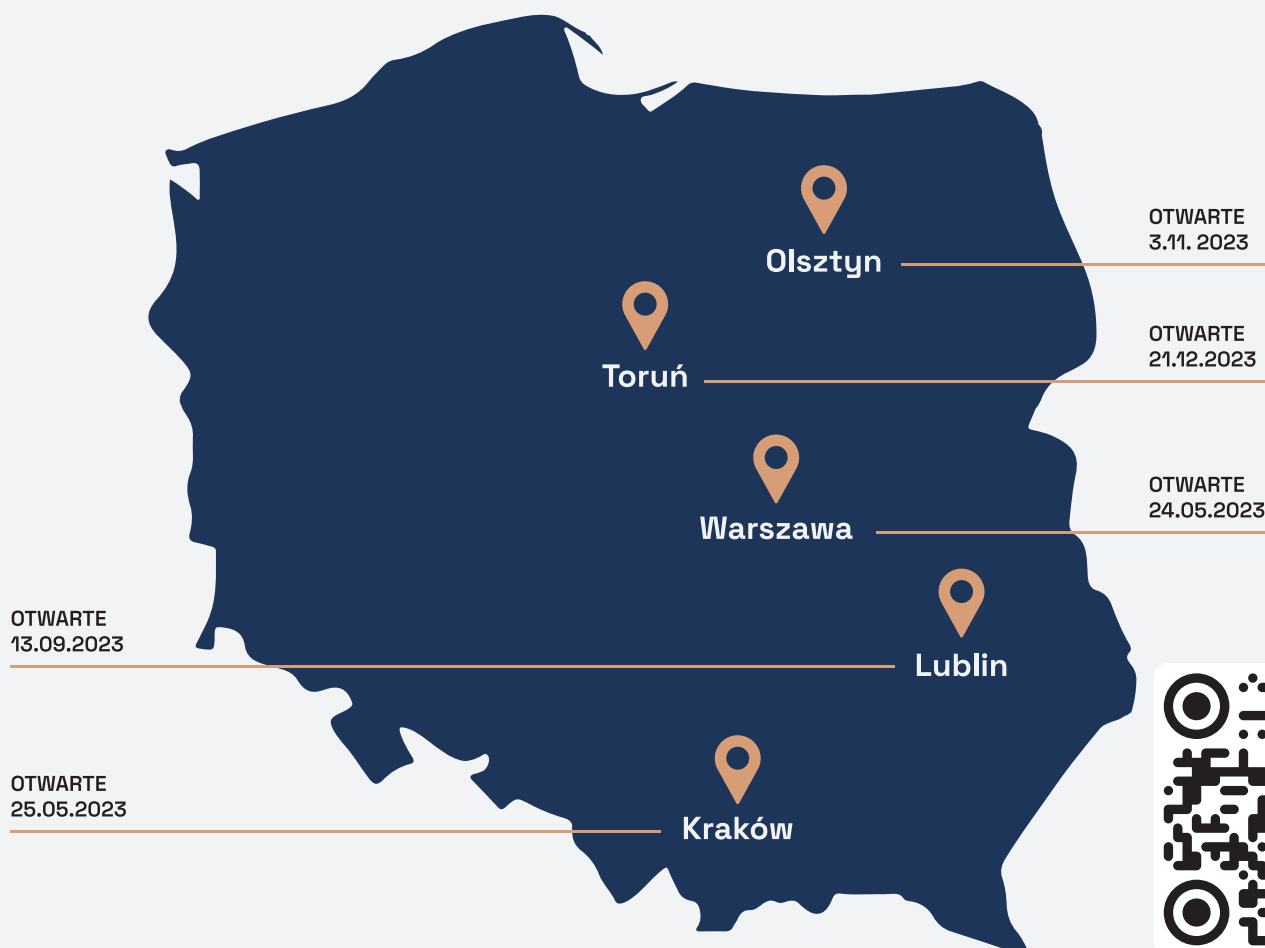 OTWARTE
3.11. 2023
Olsztyn
OTWARTE
21.12.2023
Toruń
OTWARTE
24.05.2023
Warszawa
OTWARTE
13.09.2023
Lublin
OTWARTE
25.05.2023
Kraków